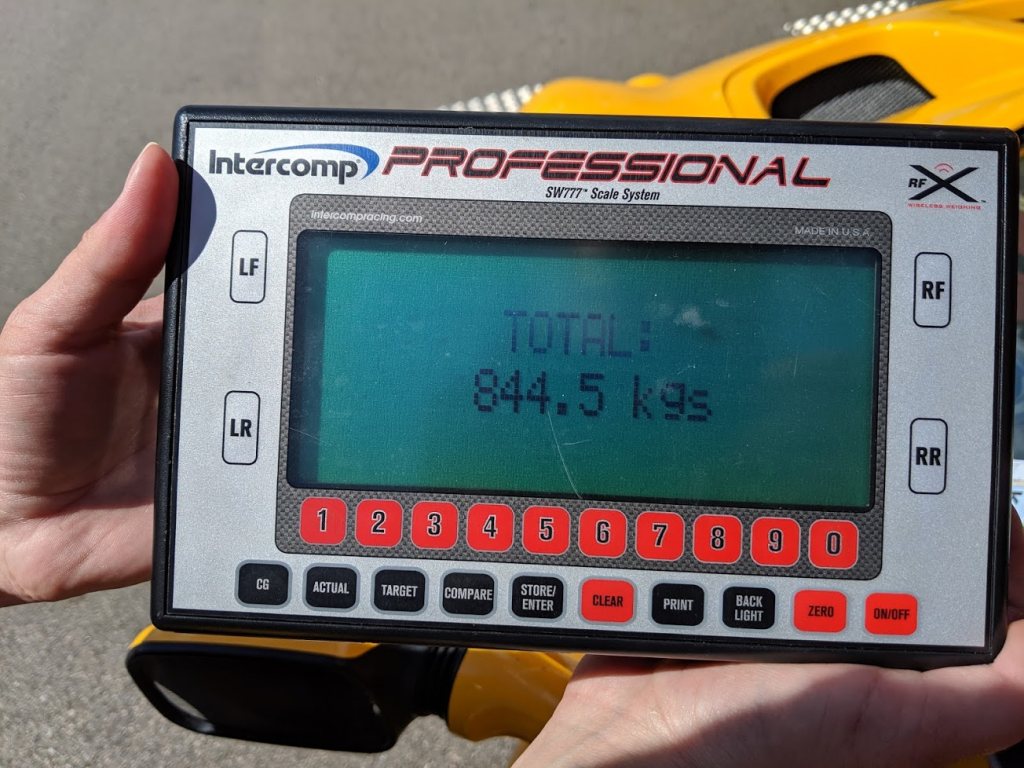 Intercomp® PROFESSIONAL
SW777™ Scale System
RF X™
WIRELESS WEIGHING
intercompracing.com
MADE IN U.S.A.
LF
RF
TOTAL:
844.5 kgs
LR
RR
1 2 3 4 5 6 7 8 9 0
CG
ACTUAL
TARGET
COMPARE
STORE/
ENTER
CLEAR
PRINT
BACK
LIGHT
ZERO
ON/OFF